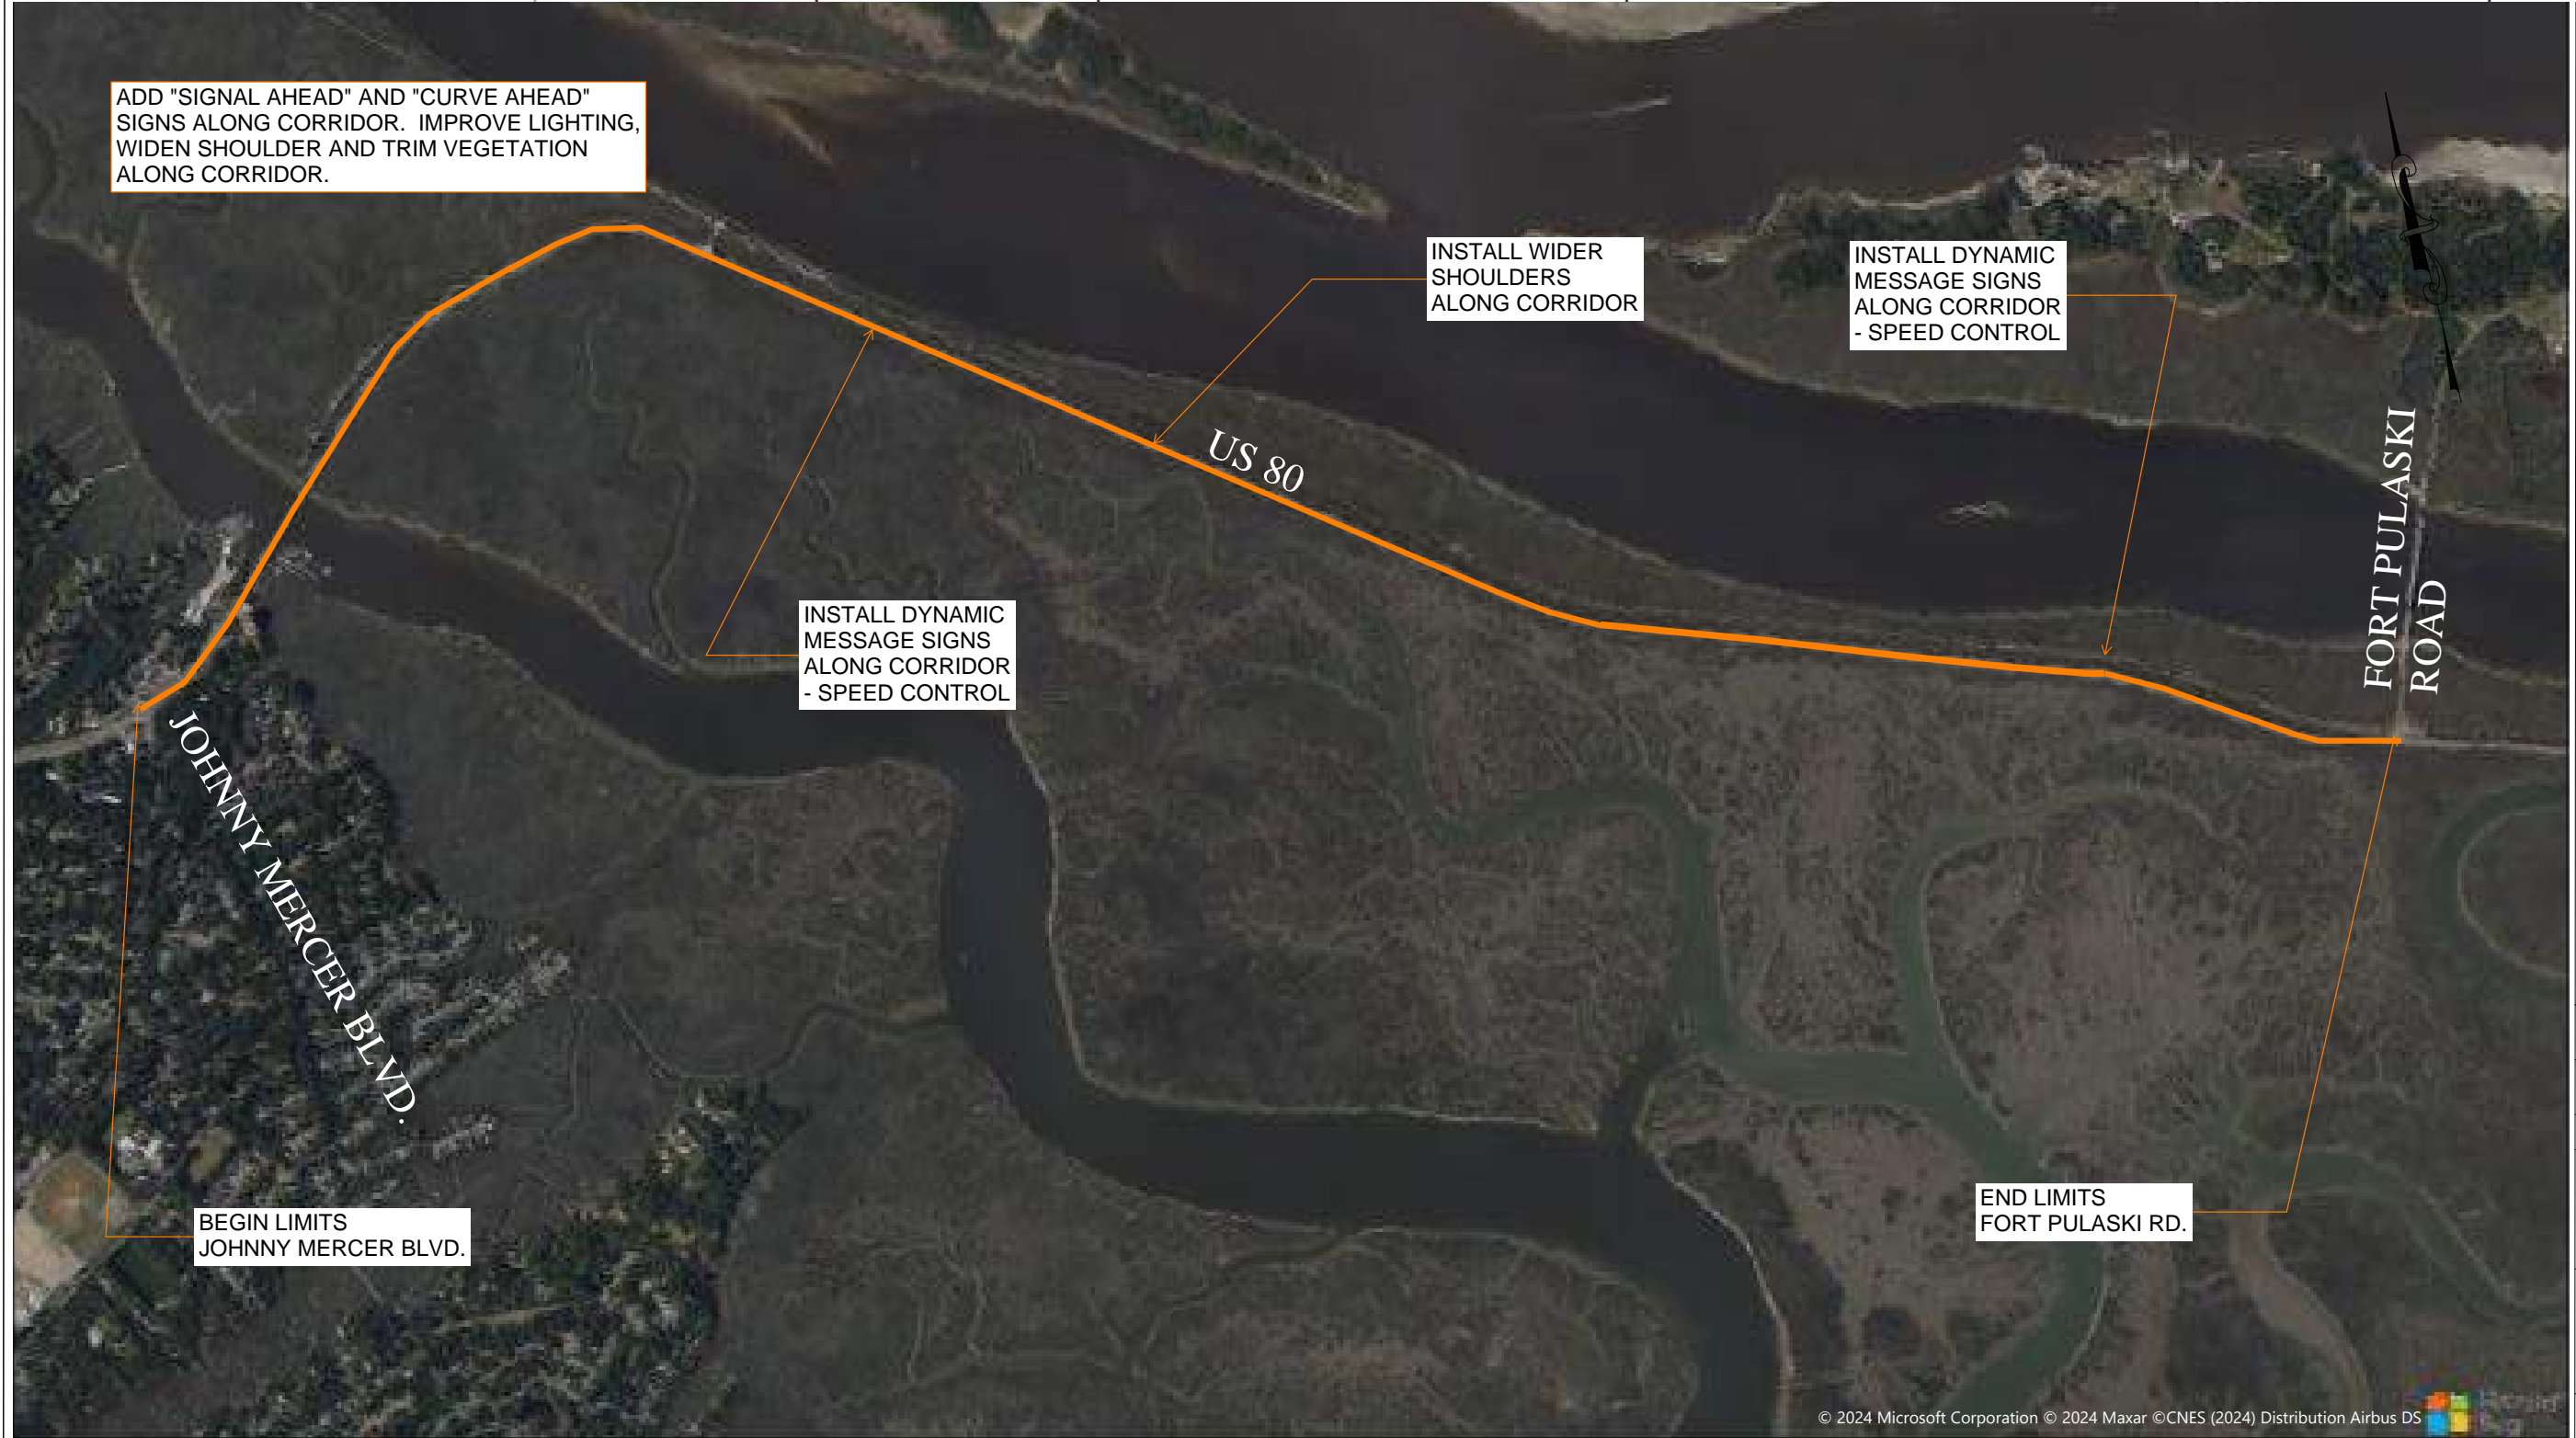 ADD "SIGNAL AHEAD" AND "CURVE AHEAD"
SIGNS ALONG CORRIDOR. IMPROVE LIGHTING,
WIDEN SHOULDER AND TRIM VEGETATION
ALONG CORRIDOR.
INSTALL WIDER
SHOULDERS
ALONG CORRIDOR
INSTALL DYNAMIC
MESSAGE SIGNS
ALONG CORRIDOR
- SPEED CONTROL
US 80
FORT PULASKI
ROAD
INSTALL DYNAMIC
MESSAGE SIGNS
ALONG CORRIDOR
- SPEED CONTROL
JOHNNY MERCER BLVD.
BEGIN LIMITS
JOHNNY MERCER BLVD.
END LIMITS
FORT PULASKI RD.
© 2024 Microsoft Corporation © 2024 Maxar ©CNES (2024) Distribution Airbus DS